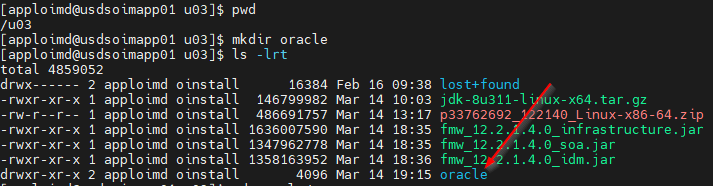 [apploimd@usdsoimapp01 u03]$ pwd
/u03
[apploimd@usdsoimapp01 u03]$ mkdir oracle
[apploimd@usdsoimapp01 u03]$ ls -lrt
total 4859052
drwx------ 2 apploimd oinstall 16384 Feb 16 09:38 lost+found
-rwxr-xr-x 1 apploimd oinstall 146799982 Mar 14 10:03 jdk-8u311-linux-x64.tar.gz
-rw-r--r-- 1 apploimd oinstall 486691757 Mar 14 13:17 p33762692_122140_Linux-x86-64.zip
-rwxr-xr-x 1 apploimd oinstall 1636007590 Mar 14 18:35 fmw_12.2.1.4.0_infrastructure.jar
-rwxr-xr-x 1 apploimd oinstall 1347962778 Mar 14 18:35 fmw_12.2.1.4.0_soa.jar
-rwxr-xr-x 1 apploimd oinstall 1358163952 Mar 14 18:36 fmw_12.2.1.4.0_idm.jar
drwxr-xr-x 2 apploimd oinstall 4096 Mar 14 19:15 oracle